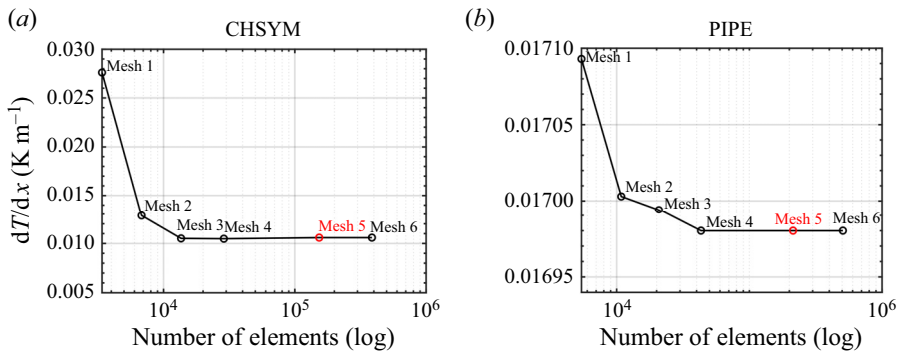 (a)
CHSYM
0.030
0.025
0.020
0.015
0.010
0.005
dT/dx (K m⁻¹)
Mesh 1
Mesh 2
Mesh 3
Mesh 4
Mesh 5
Mesh 6
10⁴
10⁵
10⁶
Number of elements (log)
(b)
PIPE
0.01710
0.01705
0.01700
0.01695
Mesh 1
Mesh 2
Mesh 3
Mesh 4
Mesh 5
Mesh 6
10⁴
10⁵
10⁶
Number of elements (log)